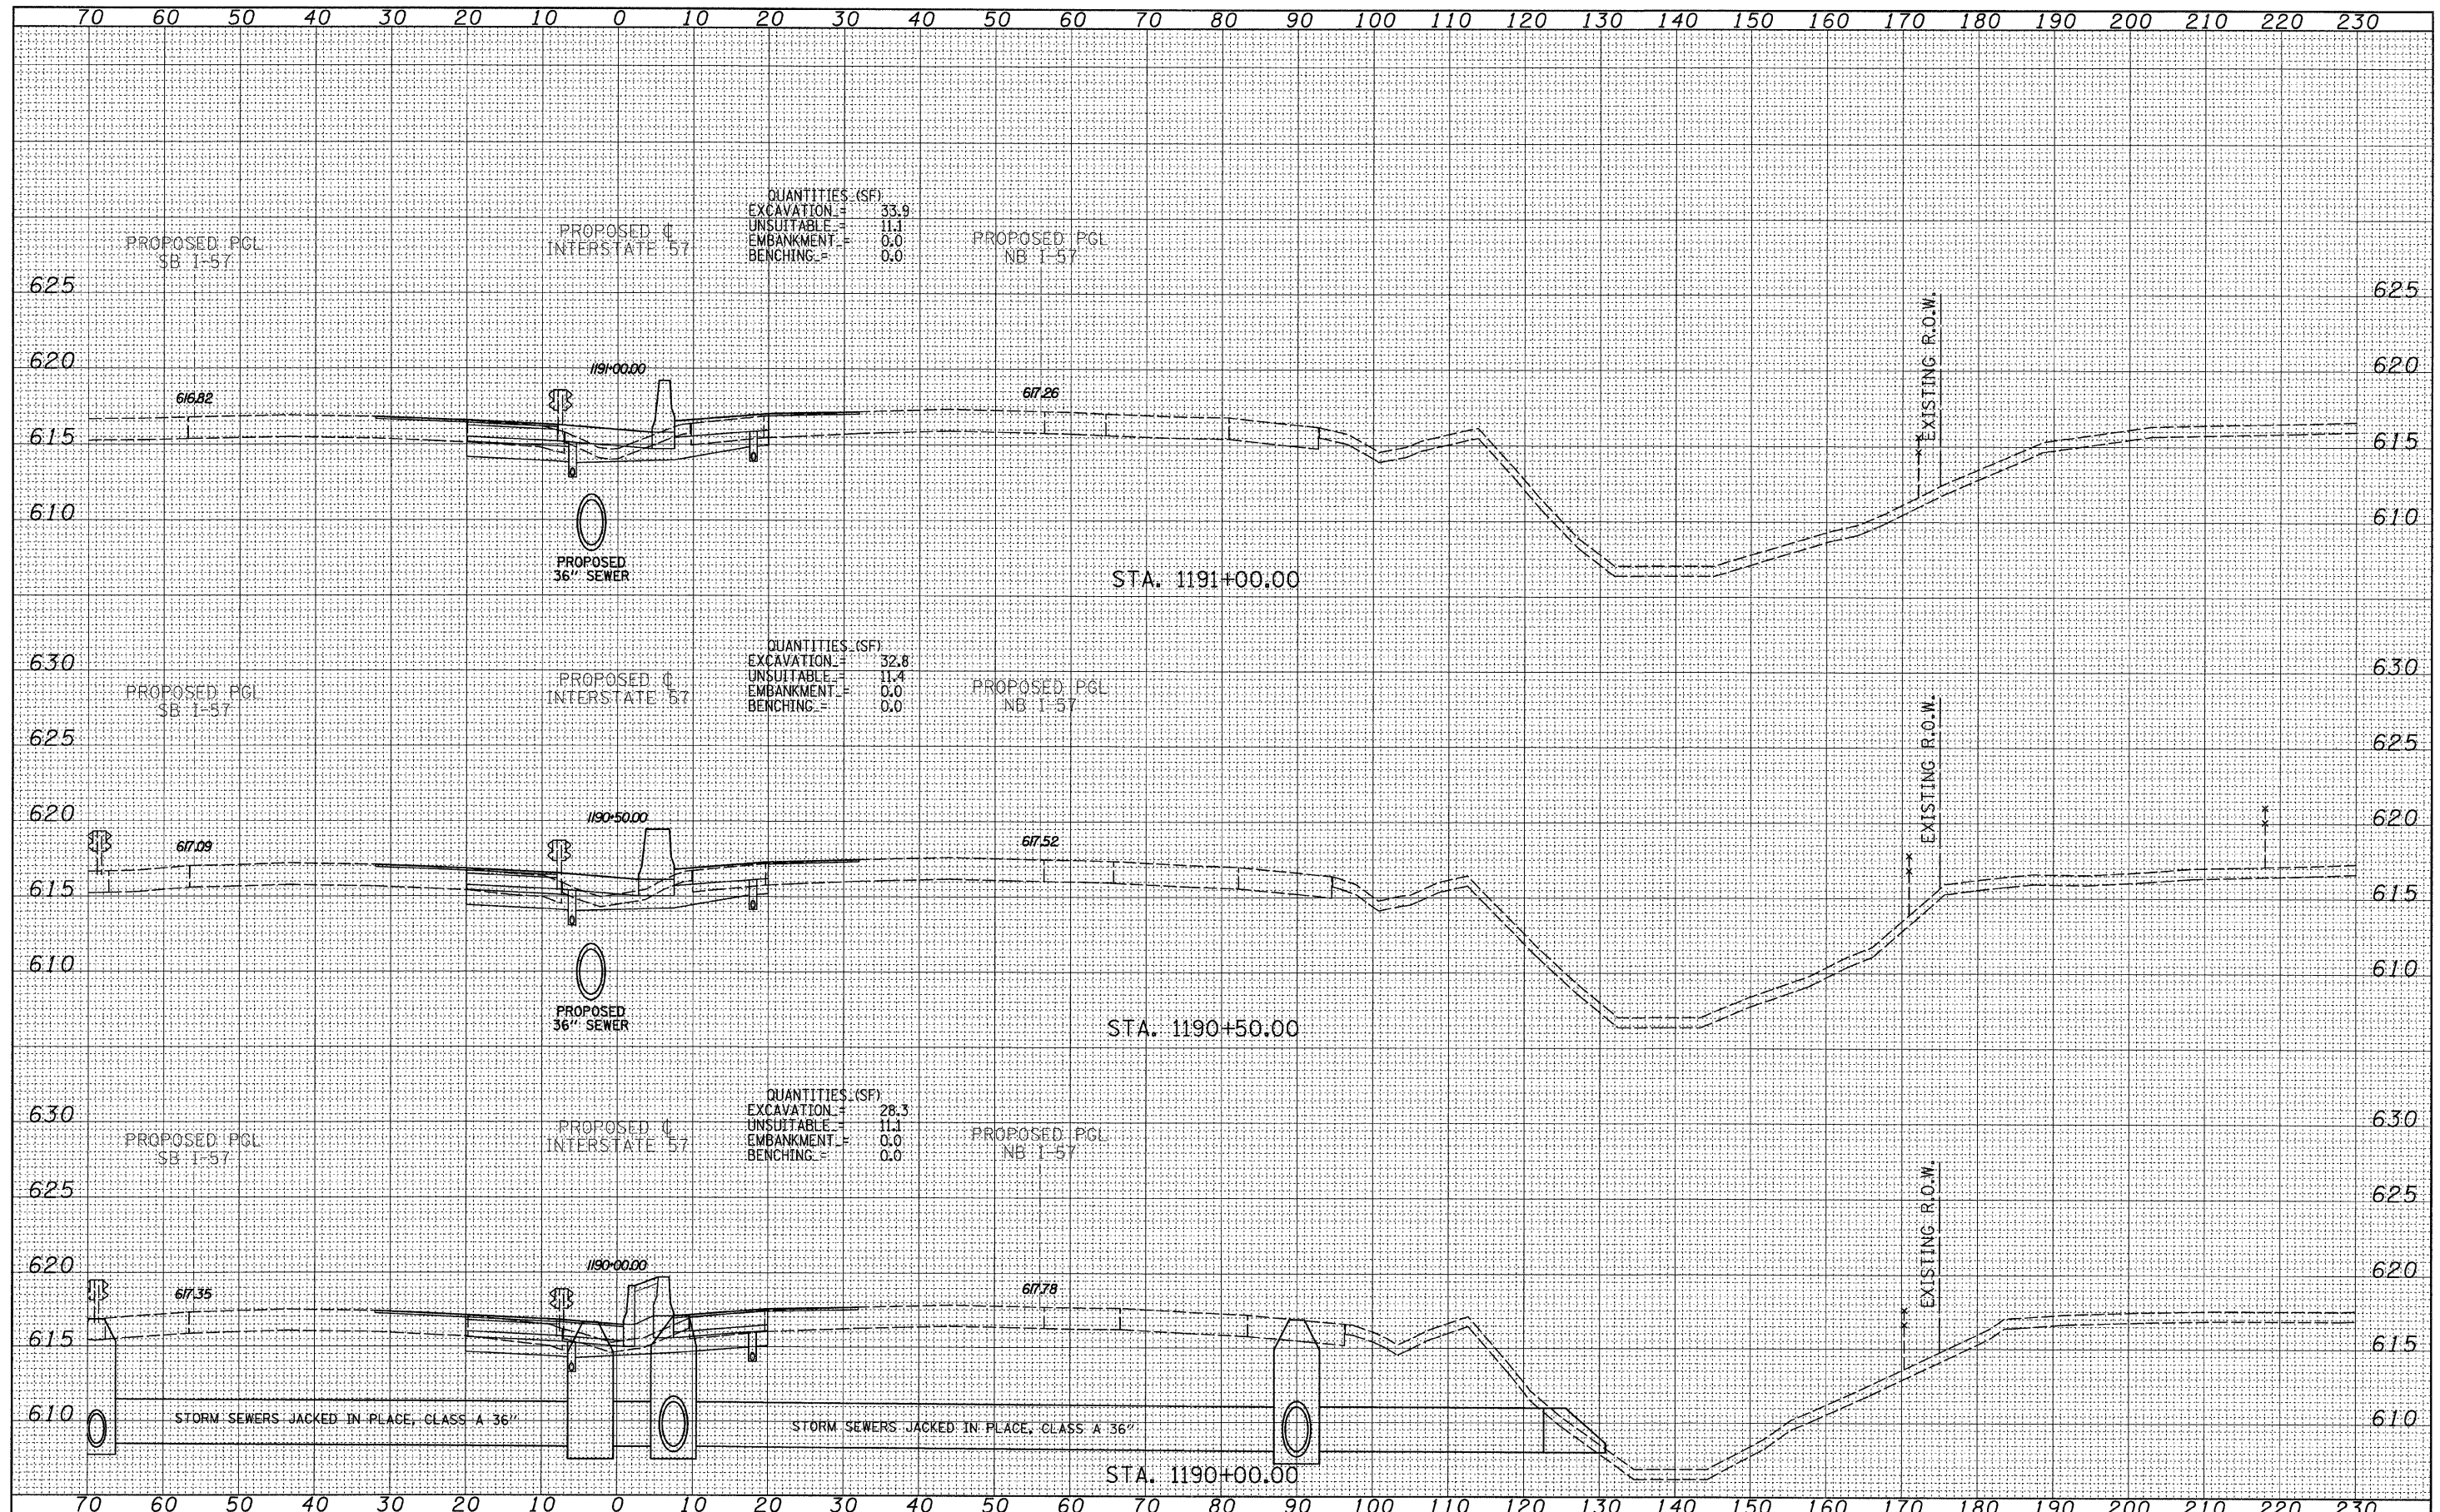 70 60 50 40 30 20 10 0 10 20 30 40 50 60 70 80 90 100 110 120 130 140 150 160 170 180 190 200 210 220 230
QUANTITIES (SF)
EXCAVATION = 33.9
UNSUITABLE = 11.1
EMBANKMENT = 0.0
BENCHING = 0.0
PROPOSED PGL
SB I-57
PROPOSED ℄
INTERSTATE 57
PROPOSED PGL
NB I-57
625 625
EXISTING R.O.W.
620 620
1191+00.00
616.82
617.26
615 615
610 610
PROPOSED
36" SEWER
STA. 1191+00.00
QUANTITIES (SF)
EXCAVATION = 32.8
UNSUITABLE = 11.4
EMBANKMENT = 0.0
BENCHING = 0.0
630 630
PROPOSED PGL
SB I-57
PROPOSED ℄
INTERSTATE 57
PROPOSED PGL
NB I-57
625 625
EXISTING R.O.W.
620 620
1190+50.00
617.09
617.52
615 615
610 610
PROPOSED
36" SEWER
STA. 1190+50.00
QUANTITIES (SF)
EXCAVATION = 28.3
UNSUITABLE = 11.1
EMBANKMENT = 0.0
BENCHING = 0.0
630 630
PROPOSED PGL
SB I-57
PROPOSED ℄
INTERSTATE 57
PROPOSED PGL
NB I-57
625 625
EXISTING R.O.W.
620 620
1190+00.00
617.35
617.78
615 615
610 610
STORM SEWERS JACKED IN PLACE, CLASS A 36"
STORM SEWERS JACKED IN PLACE, CLASS A 36"
STA. 1190+00.00
70 60 50 40 30 20 10 0 10 20 30 40 50 60 70 80 90 100 110 120 130 140 150 160 170 180 190 200 210 220 230